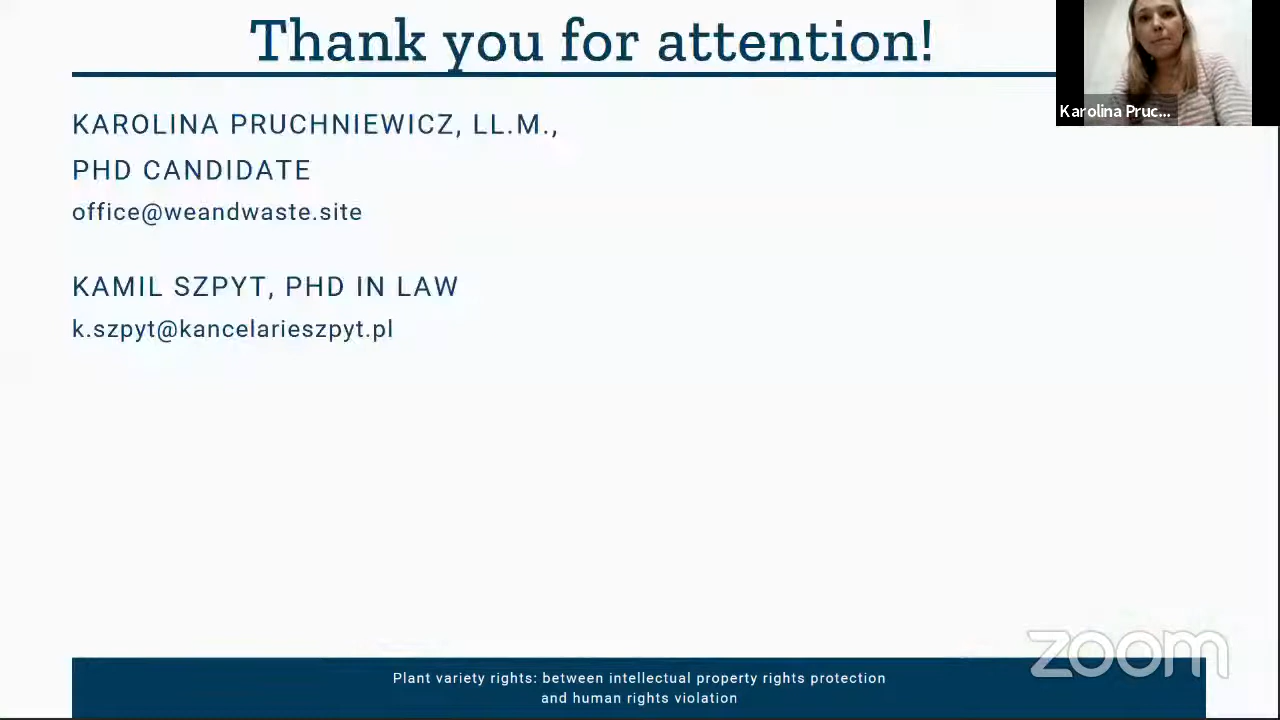 Thank you for attention!
Karolina Pruc...
KAROLINA PRUCHNIEWICZ, LL.M.,
PHD CANDIDATE
office@weandwaste.site
KAMIL SZPYT, PHD IN LAW
k.szpyt@kancelarieszpyt.pl
zoom
Plant variety rights: between intellectual property rights protection
and human rights violation